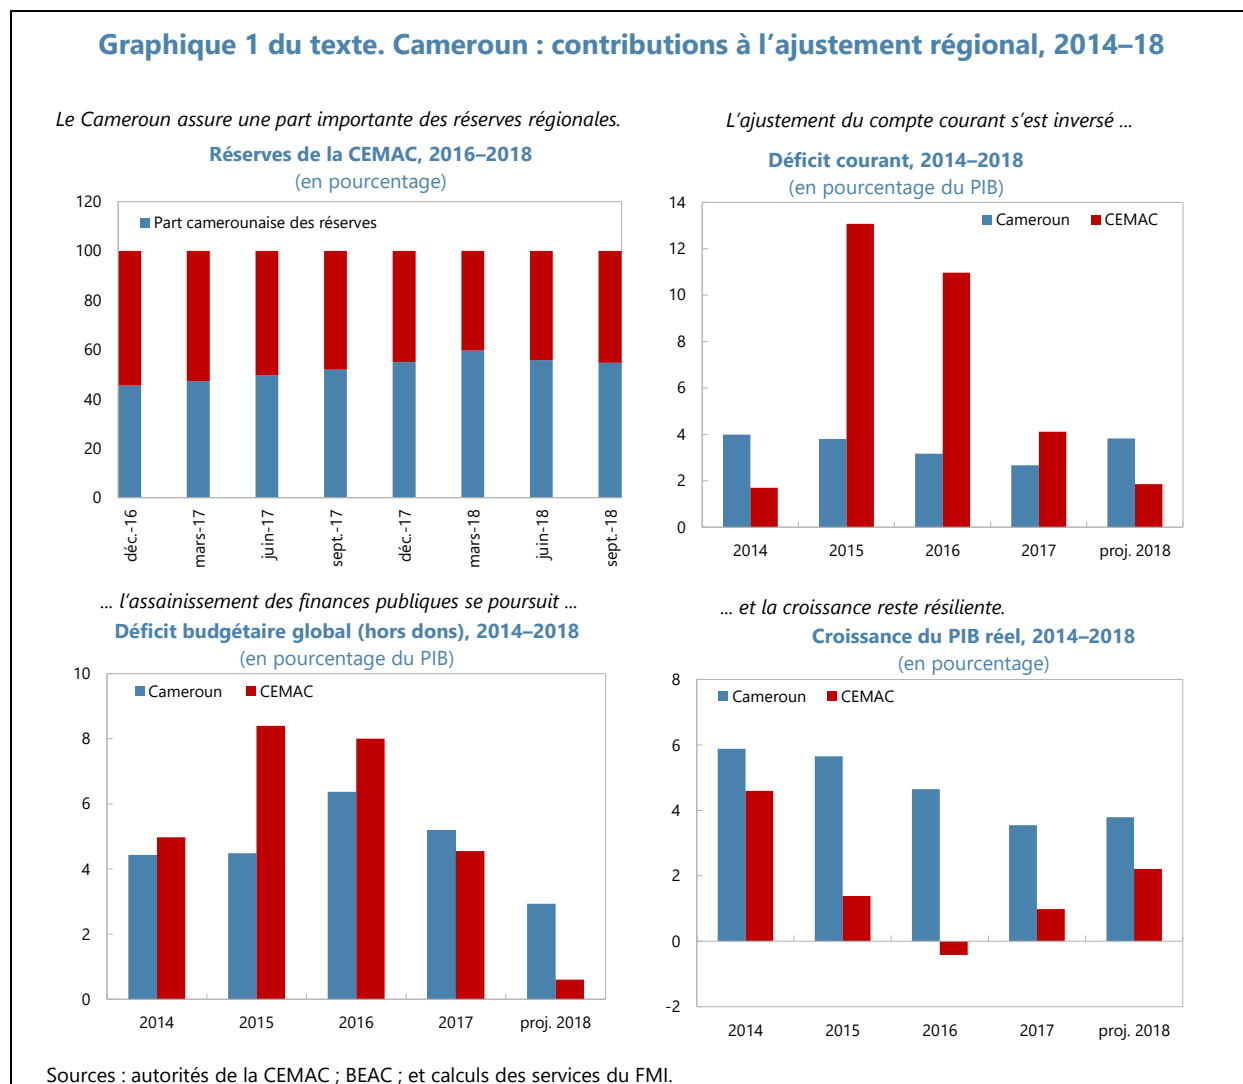 Graphique 1 du texte. Cameroun : contributions à l’ajustement régional, 2014–18
Le Cameroun assure une part importante des réserves régionales.
Réserves de la CEMAC, 2016–2018
(en pourcentage)
120
100
80
60
40
20
0
Part camerounaise des réserves
déc.-16
mars-17
juin-17
sept.-17
déc.-17
mars-18
juin-18
sept.-18
L’ajustement du compte courant s’est inversé ...
Déficit courant, 2014–2018
(en pourcentage du PIB)
14
12
10
8
6
4
2
0
Cameroun CEMAC
2014 2015 2016 2017 proj. 2018
... l’assainissement des finances publiques se poursuit ...
Déficit budgétaire global (hors dons), 2014–2018
(en pourcentage du PIB)
10
8
6
4
2
0
Cameroun CEMAC
2014 2015 2016 2017 proj. 2018
... et la croissance reste résiliente.
Croissance du PIB réel, 2014–2018
(en pourcentage)
8
6
4
2
0
-2
Cameroun CEMAC
2014 2015 2016 2017 proj. 2018
Sources : autorités de la CEMAC ; BEAC ; et calculs des services du FMI.